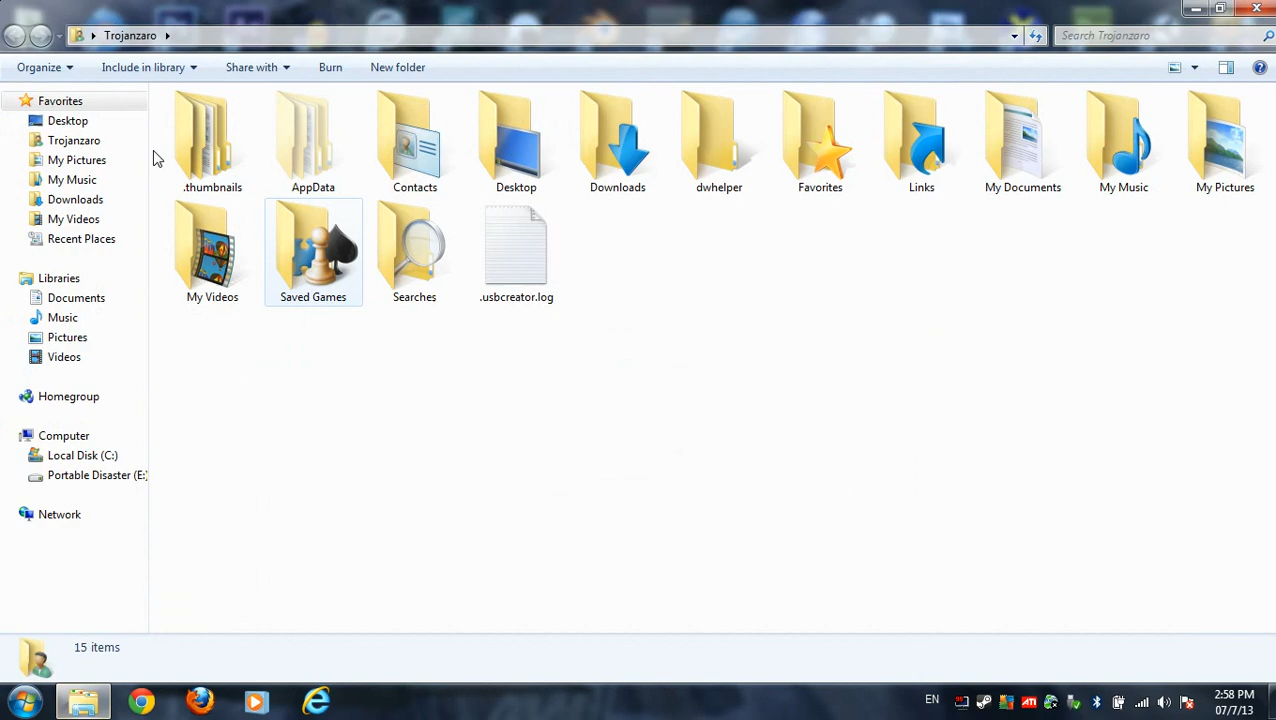 Trojanzaro
Search Trojanzaro
Organize
Include in library
Share with
Burn
New folder
Favorites
Desktop
Trojanzaro
My Pictures
My Music
Downloads
My Videos
Recent Places
Libraries
Documents
Music
Pictures
Videos
Homegroup
Computer
Local Disk (C:)
Portable Disaster (E:)
Network
.thumbnails
AppData
Contacts
Desktop
Downloads
dwhelper
Favorites
Links
My Documents
My Music
My Pictures
My Videos
Saved Games
Searches
.usbcreator.log
15 items
EN
ATI
2:58 PM
07/7/13